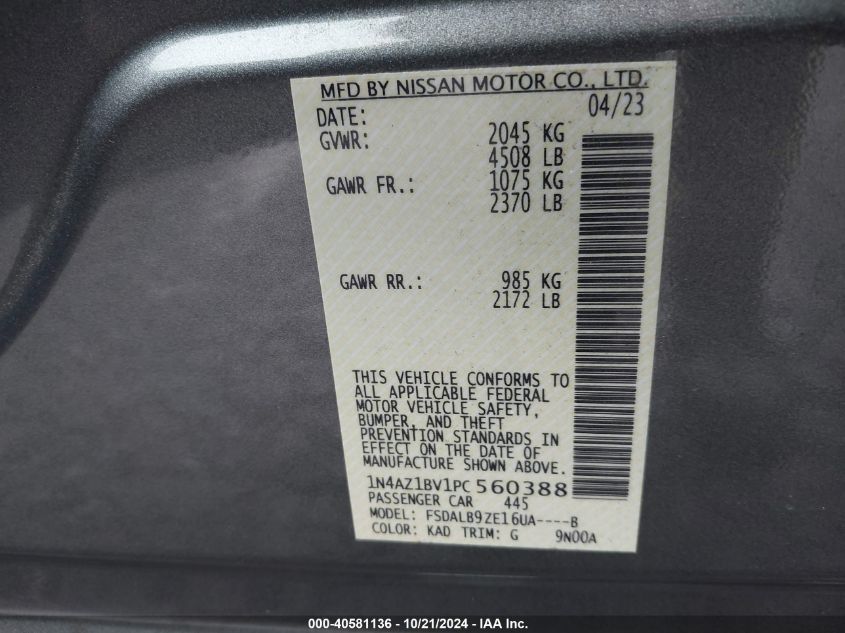 MFD BY NISSAN MOTOR CO., LTD.
DATE: 04/23
GVWR: 2045 KG
4508 LB
GAWR FR.: 1075 KG
2370 LB
GAWR RR.: 985 KG
2172 LB
THIS VEHICLE CONFORMS TO
ALL APPLICABLE FEDERAL
MOTOR VEHICLE SAFETY,
BUMPER, AND THEFT
PREVENTION STANDARDS IN
EFFECT ON THE DATE OF
MANUFACTURE SHOWN ABOVE.
1N4AZ1BV1PC560388
PASSENGER CAR 445
MODEL: FSDALB9ZE16UA----B
COLOR: KAD TRIM: G 9N00A
000-40581136 - 10/21/2024 - IAA Inc.